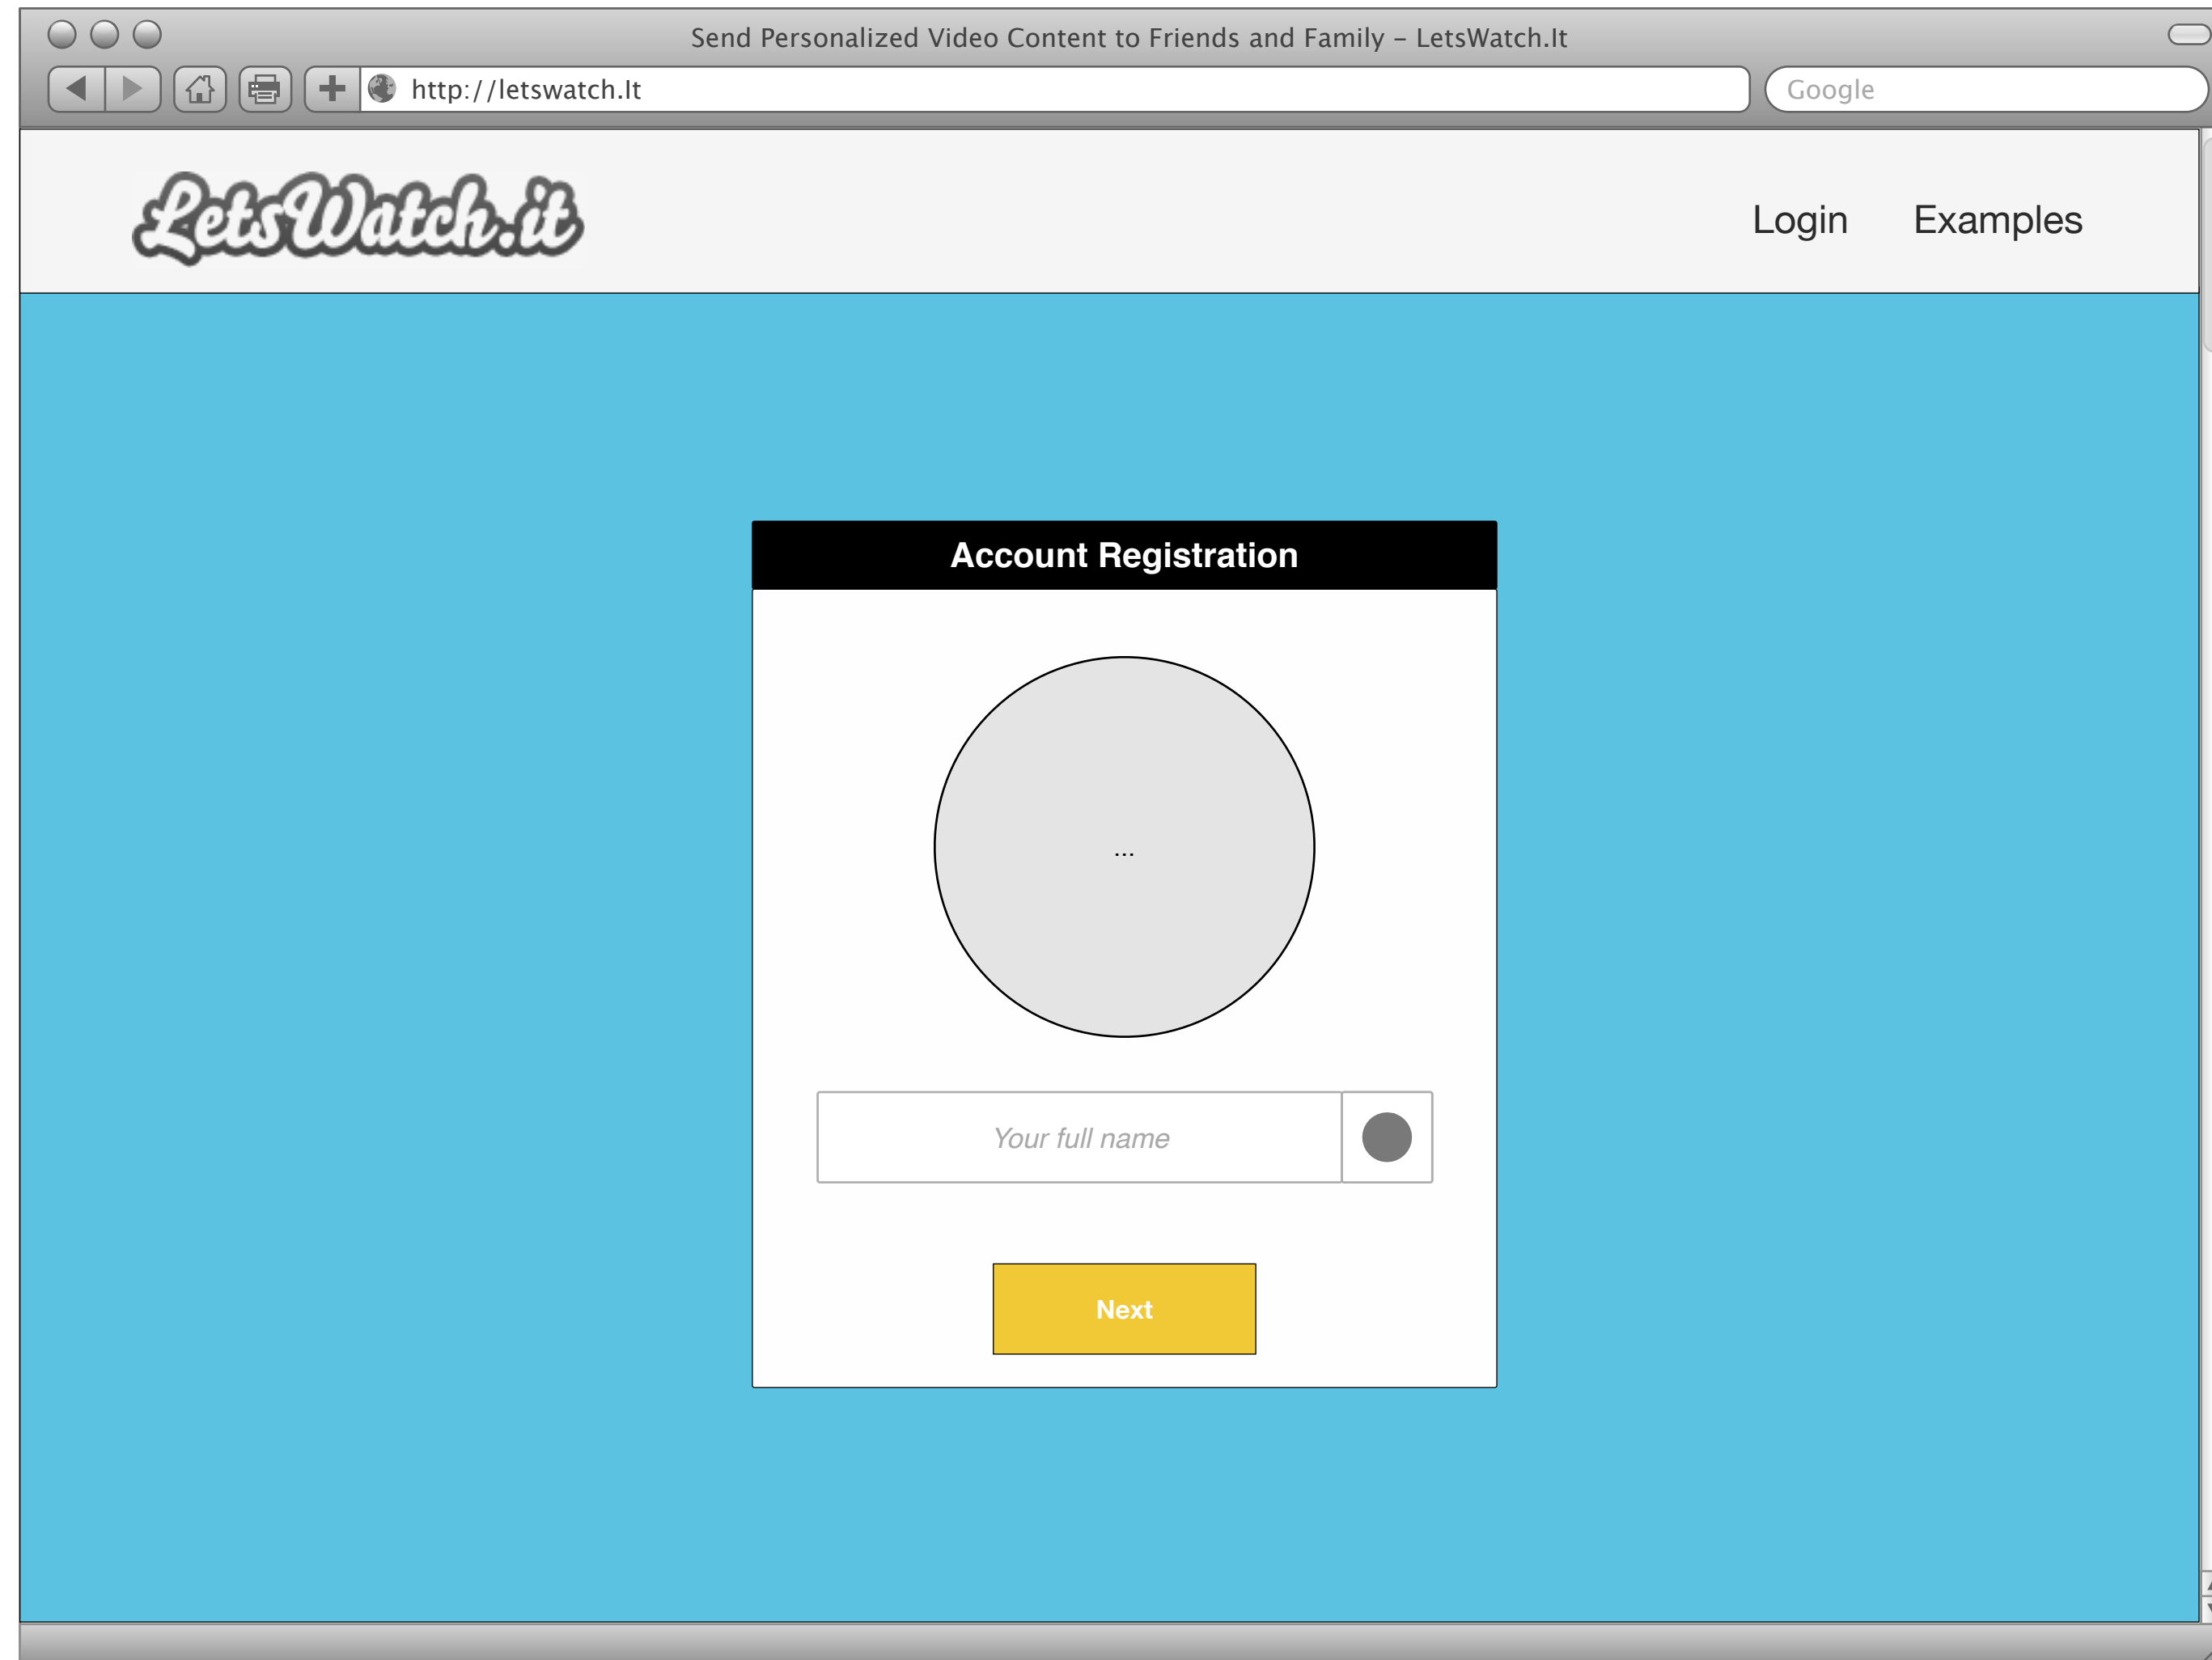 Send Personalized Video Content to Friends and Family – LetsWatch.It
http://letswatch.It
Google
LetsWatch.it
Login
Examples
Account Registration
...
Your full name
Next